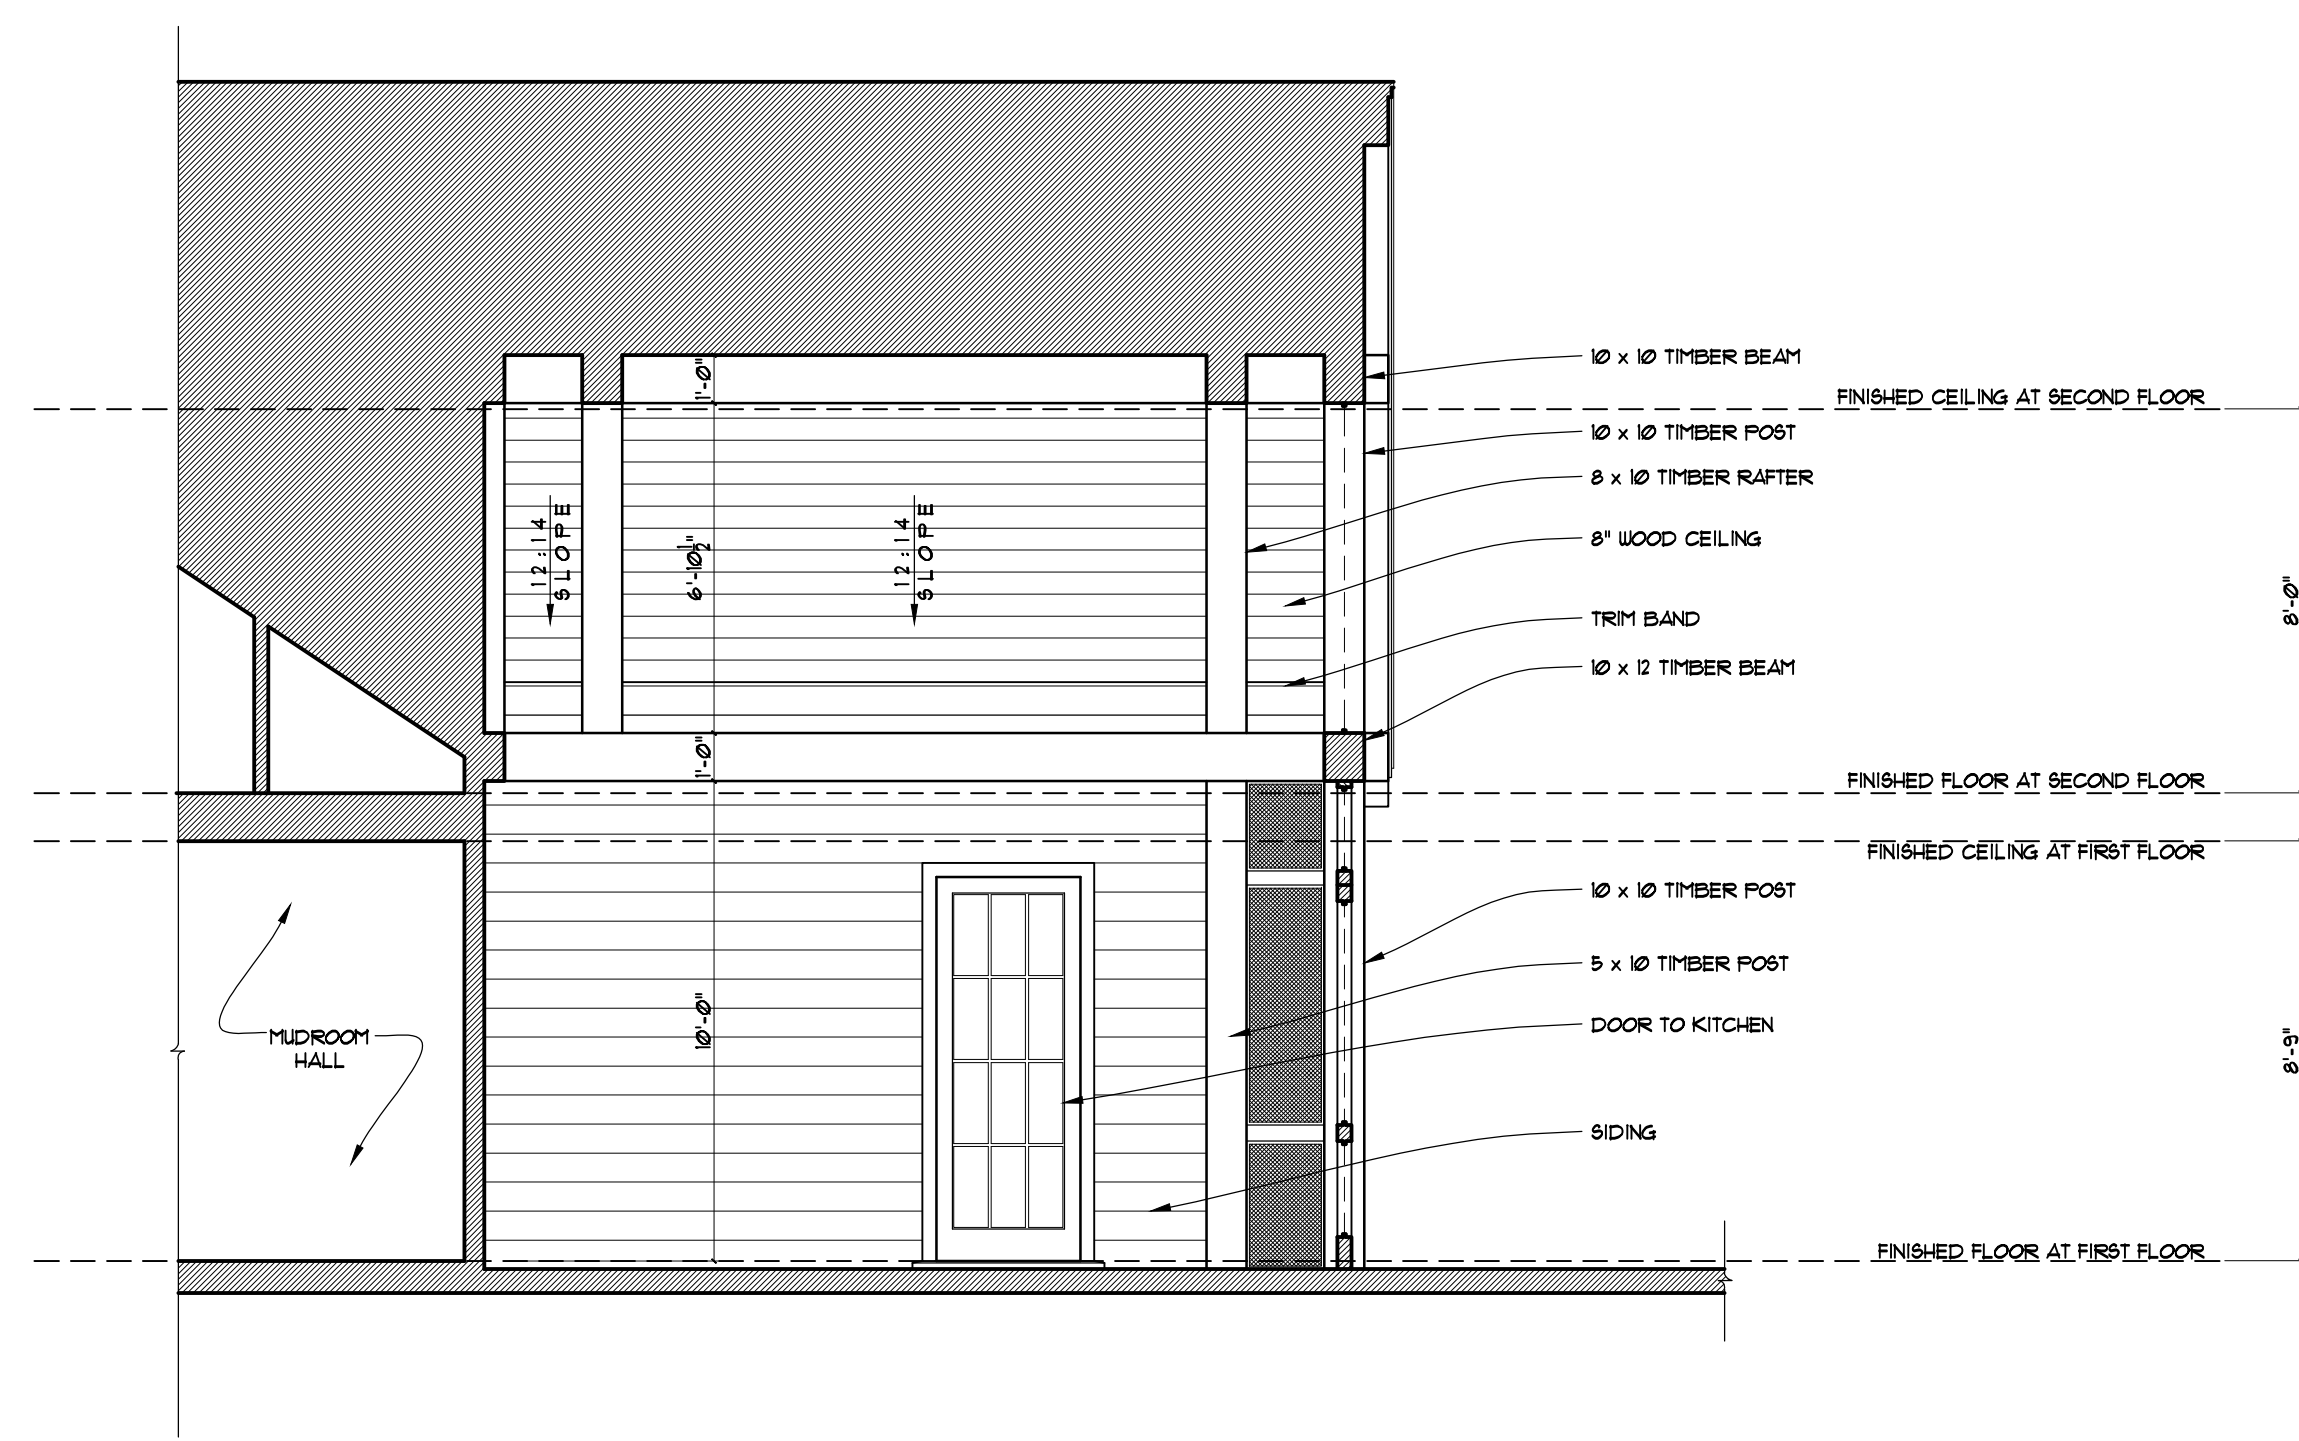 1'-0"
10 x 10 TIMBER BEAM
FINISHED CEILING AT SECOND FLOOR
10 x 10 TIMBER POST
8 x 10 TIMBER RAFTER
12:14
SLOPE
6'-10 1/2"
12:14
SLOPE
8" WOOD CEILING
8'-0"
TRIM BAND
10 x 12 TIMBER BEAM
1'-0"
FINISHED FLOOR AT SECOND FLOOR
FINISHED CEILING AT FIRST FLOOR
10 x 10 TIMBER POST
5 x 10 TIMBER POST
10'-0"
DOOR TO KITCHEN
MUDROOM
HALL
8'-9"
SIDING
FINISHED FLOOR AT FIRST FLOOR